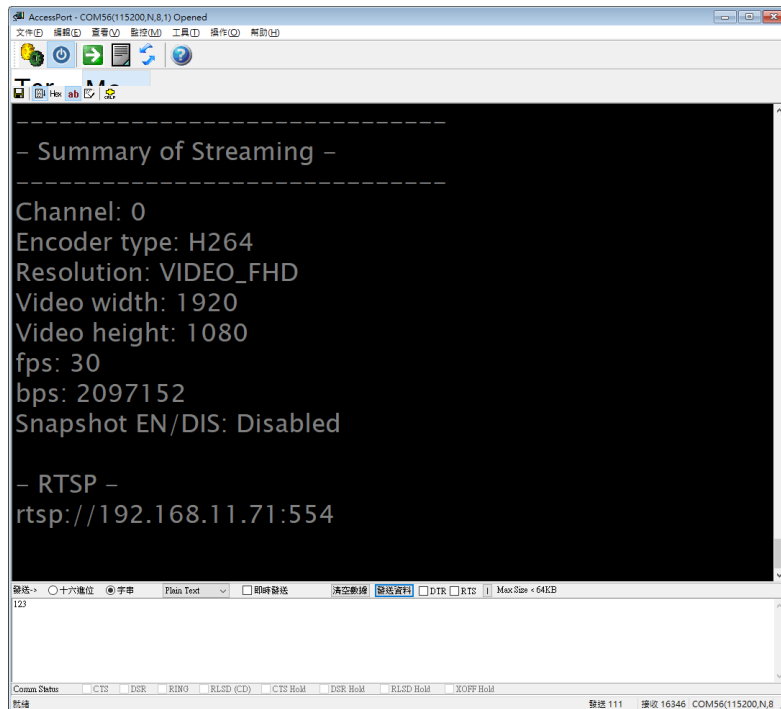 AccessPort - COM56(115200,N,8,1) Opened
文件(F) 編輯(E) 查看(V) 監控(M) 工具(T) 操作(O) 幫助(H)
Hex ab
------------------------------
- Summary of Streaming -
------------------------------
Channel: 0
Encoder type: H264
Resolution: VIDEO_FHD
Video width: 1920
Video height: 1080
fps: 30
bps: 2097152
Snapshot EN/DIS: Disabled
- RTSP -
rtsp://192.168.11.71:554
發送-> 十六進位 字串 Plain Text 即時發送 清空數據 發送資料 DTR RTS Max Size < 64KB
123
Comm Status CTS DSR RING RLSD (CD) CTS Hold DSR Hold RLSD Hold XOFF Hold
就緒 發送 111 接收 16346 COM56(115200,N,8